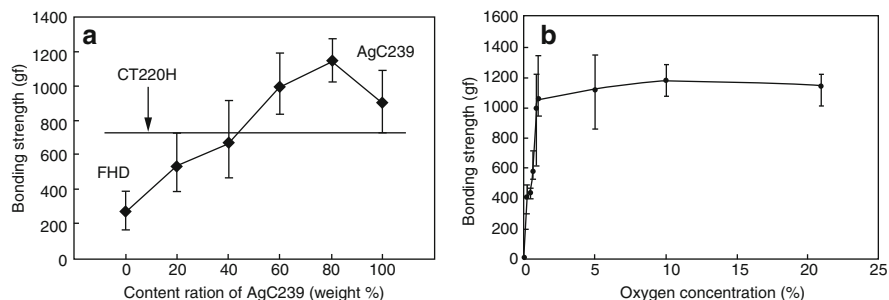 a
1400
1200
1000
800
600
400
200
0
Bonding strength (gf)
CT220H
FHD
AgC239
0 20 40 60 80 100
Content ration of AgC239 (weight %)
b
1600
1400
1200
1000
800
600
400
200
0
Bonding strength (gf)
0 5 10 15 20 25
Oxygen concentration (%)